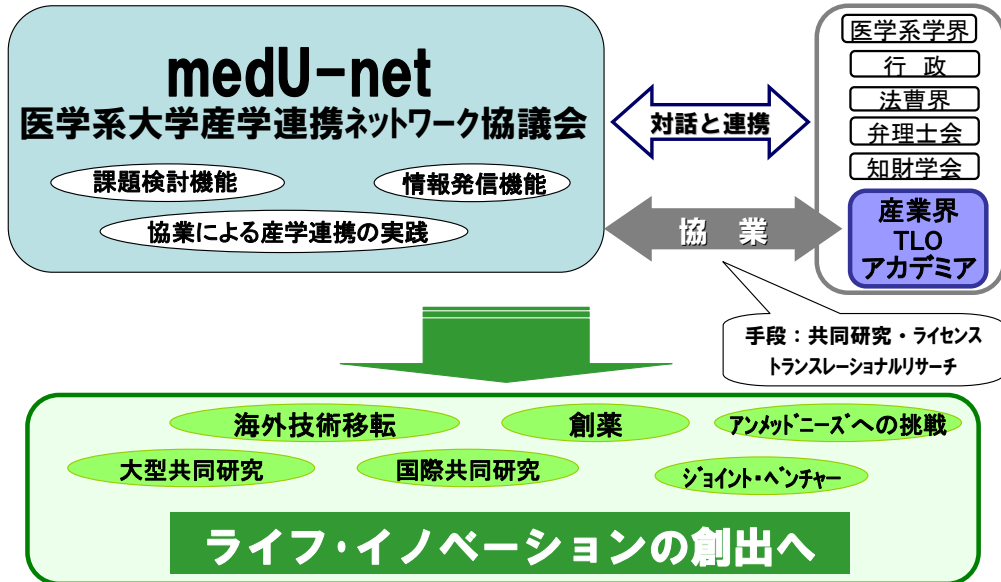 medU-net
医学系大学産学連携ネットワーク協議会
課題検討機能
情報発信機能
協業による産学連携の実践
対話と連携
協 業
医学系学界
行 政
法曹界
弁理士会
知財学会
産業界
TLO
アカデミア
手段：共同研究・ライセンス
トランスレーショナルリサーチ
海外技術移転
創薬
アンメッドニーズへの挑戦
大型共同研究
国際共同研究
ジョイント・ベンチャー
ライフ・イノベーションの創出へ